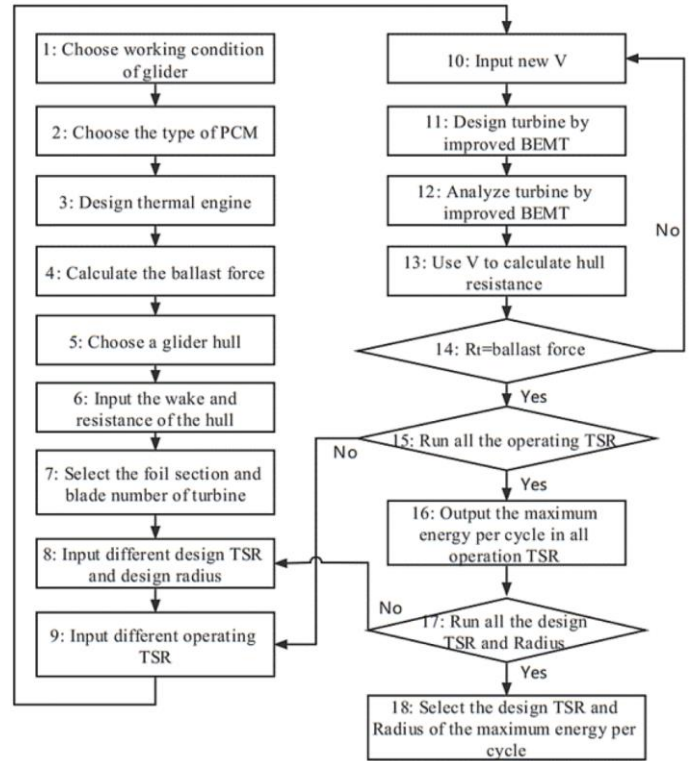 1: Choose working condition
of glider
2: Choose the type of PCM
3: Design thermal engine
4: Calculate the ballast force
5: Choose a glider hull
6: Input the wake and
resistance of the hull
7: Select the foil section and
blade number of turbine
8: Input different design TSR
and design radius
9: Input different operating
TSR
10: Input new V
11: Design turbine by
improved BEMT
12: Analyze turbine by
improved BEMT
13: Use V to calculate hull
resistance
No
14: Rt=ballast force
Yes
15: Run all the operating TSR
No
Yes
16: Output the maximum
energy per cycle in all
operation TSR
No
17: Run all the design
TSR and Radius
Yes
18: Select the design TSR and
Radius of the maximum energy per
cycle